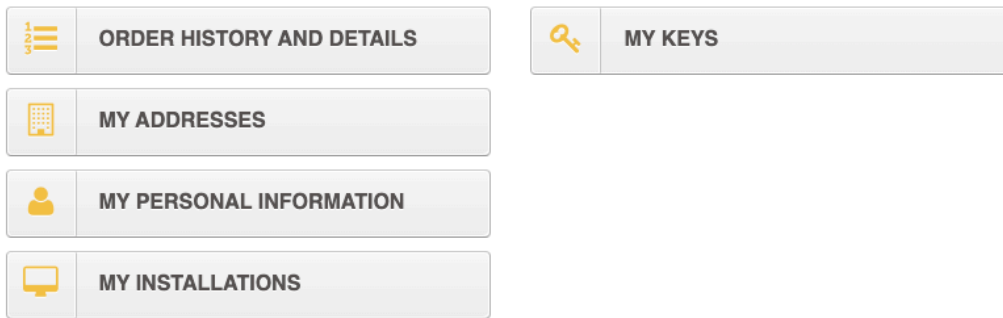 ORDER HISTORY AND DETAILS
MY ADDRESSES
MY PERSONAL INFORMATION
MY INSTALLATIONS
MY KEYS